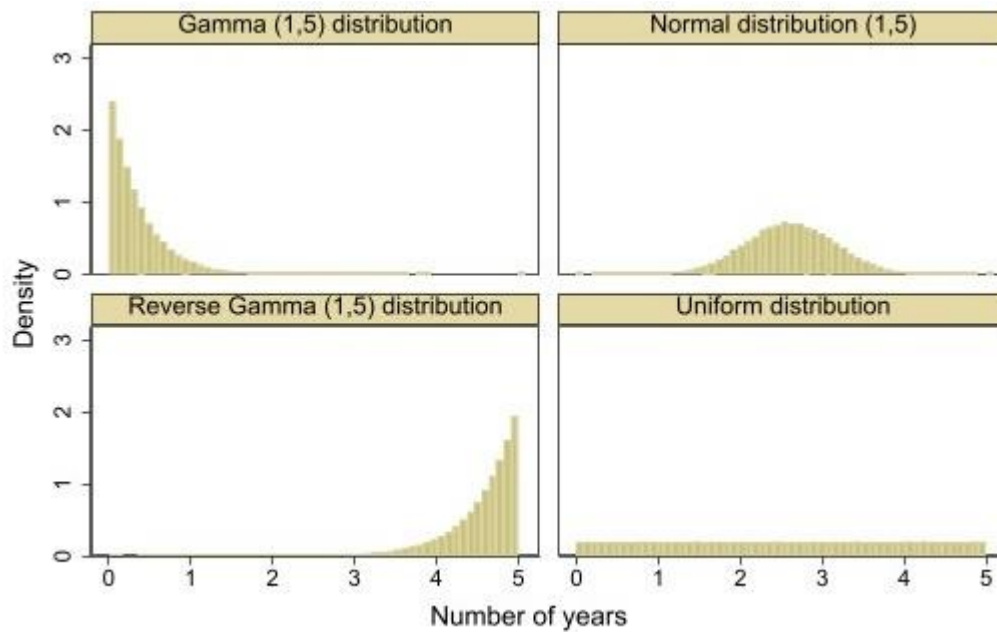 Gamma (1,5) distribution
Normal distribution (1,5)
3
2
1
0
Reverse Gamma (1,5) distribution
Uniform distribution
3
2
1
0
0 1 2 3 4 5
0 1 2 3 4 5
Density
Number of years